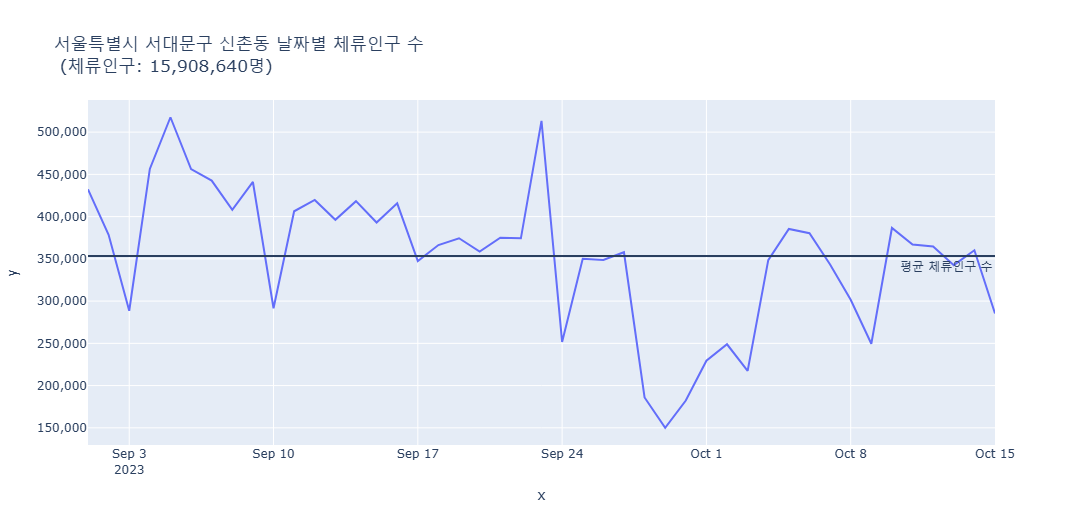 서울특별시 서대문구 신촌동 날짜별 체류인구 수
(체류인구: 15,908,640명)
500,000
450,000
400,000
350,000
300,000
250,000
200,000
150,000
y
평균 체류인구 수
Sep 3
2023
Sep 10
Sep 17
Sep 24
Oct 1
Oct 8
Oct 15
x